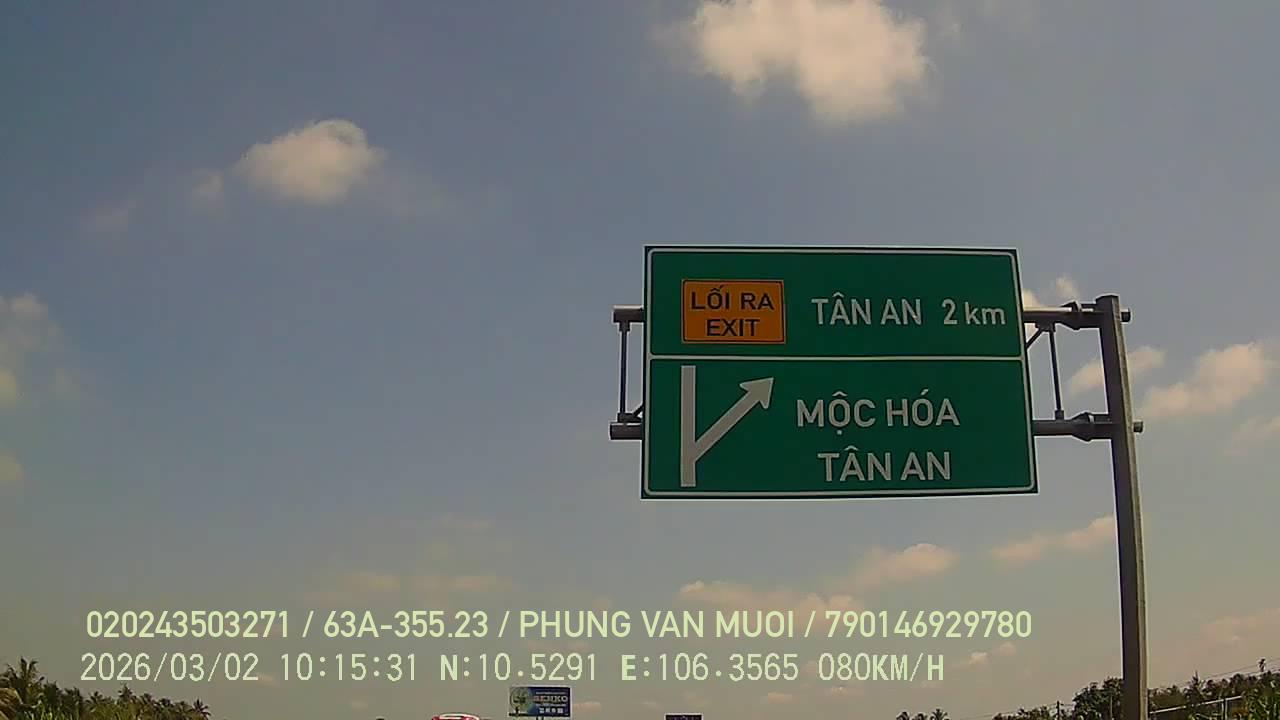 LỐI RA
EXIT
TÂN AN 2 km
MỘC HÓA
TÂN AN
020243503271 / 63A-355.23 / PHUNG VAN MUOI / 790146929780
2026/03/02 10:15:31 N:10.5291 E:106.3565 080KM/H